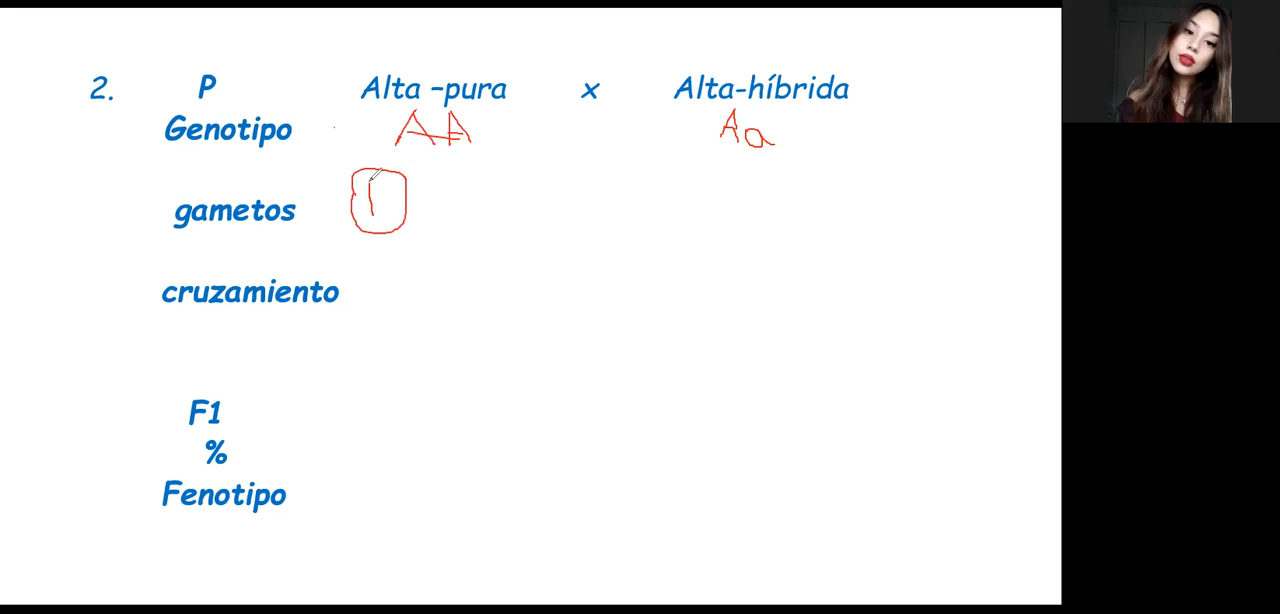 2. P Alta –pura x Alta-híbrida
Genotipo AA Aa
gametos
cruzamiento
F1
%
Fenotipo